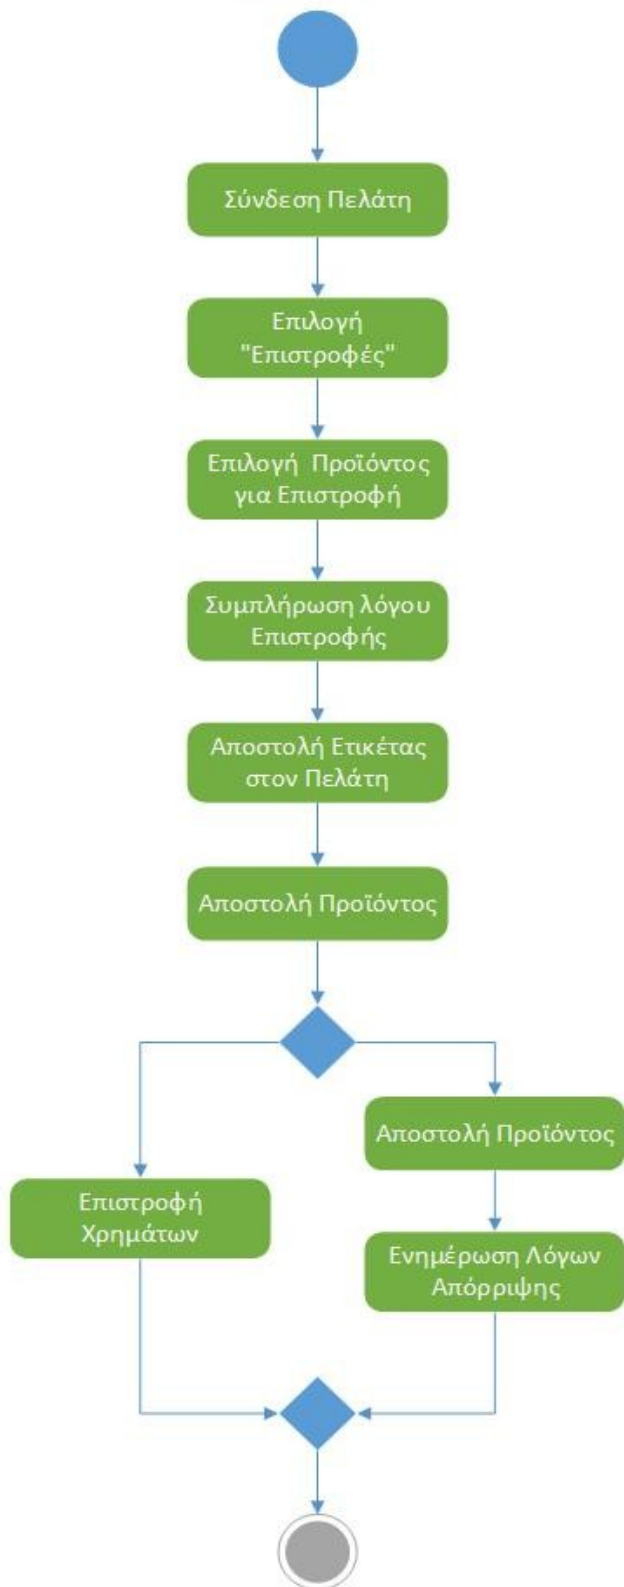 Σύνδεση Πελάτη
Επιλογή
"Επιστροφές"
Επιλογή Προϊόντος
για Επιστροφή
Συμπλήρωση λόγου
Επιστροφής
Αποστολή Ετικέτας
στον Πελάτη
Αποστολή Προϊόντος
Αποστολή Προϊόντος
Επιστροφή
Χρημάτων
Ενημέρωση Λόγων
Απόρριψης